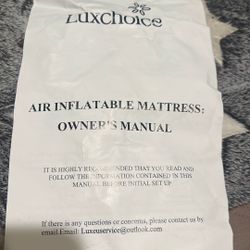 Luxchoice
AIR INFLATABLE MATTRESS:
OWNER'S MANUAL
IT IS HIGHLY RECOMMENDED THAT YOU READ AND
FOLLOW THE INFORMATION CONTAINED IN THIS
MANUAL BEFORE INITIAL SET UP
If there is any questions or concerns, please contact us by
email Email: Luxeuservice@outlook.com